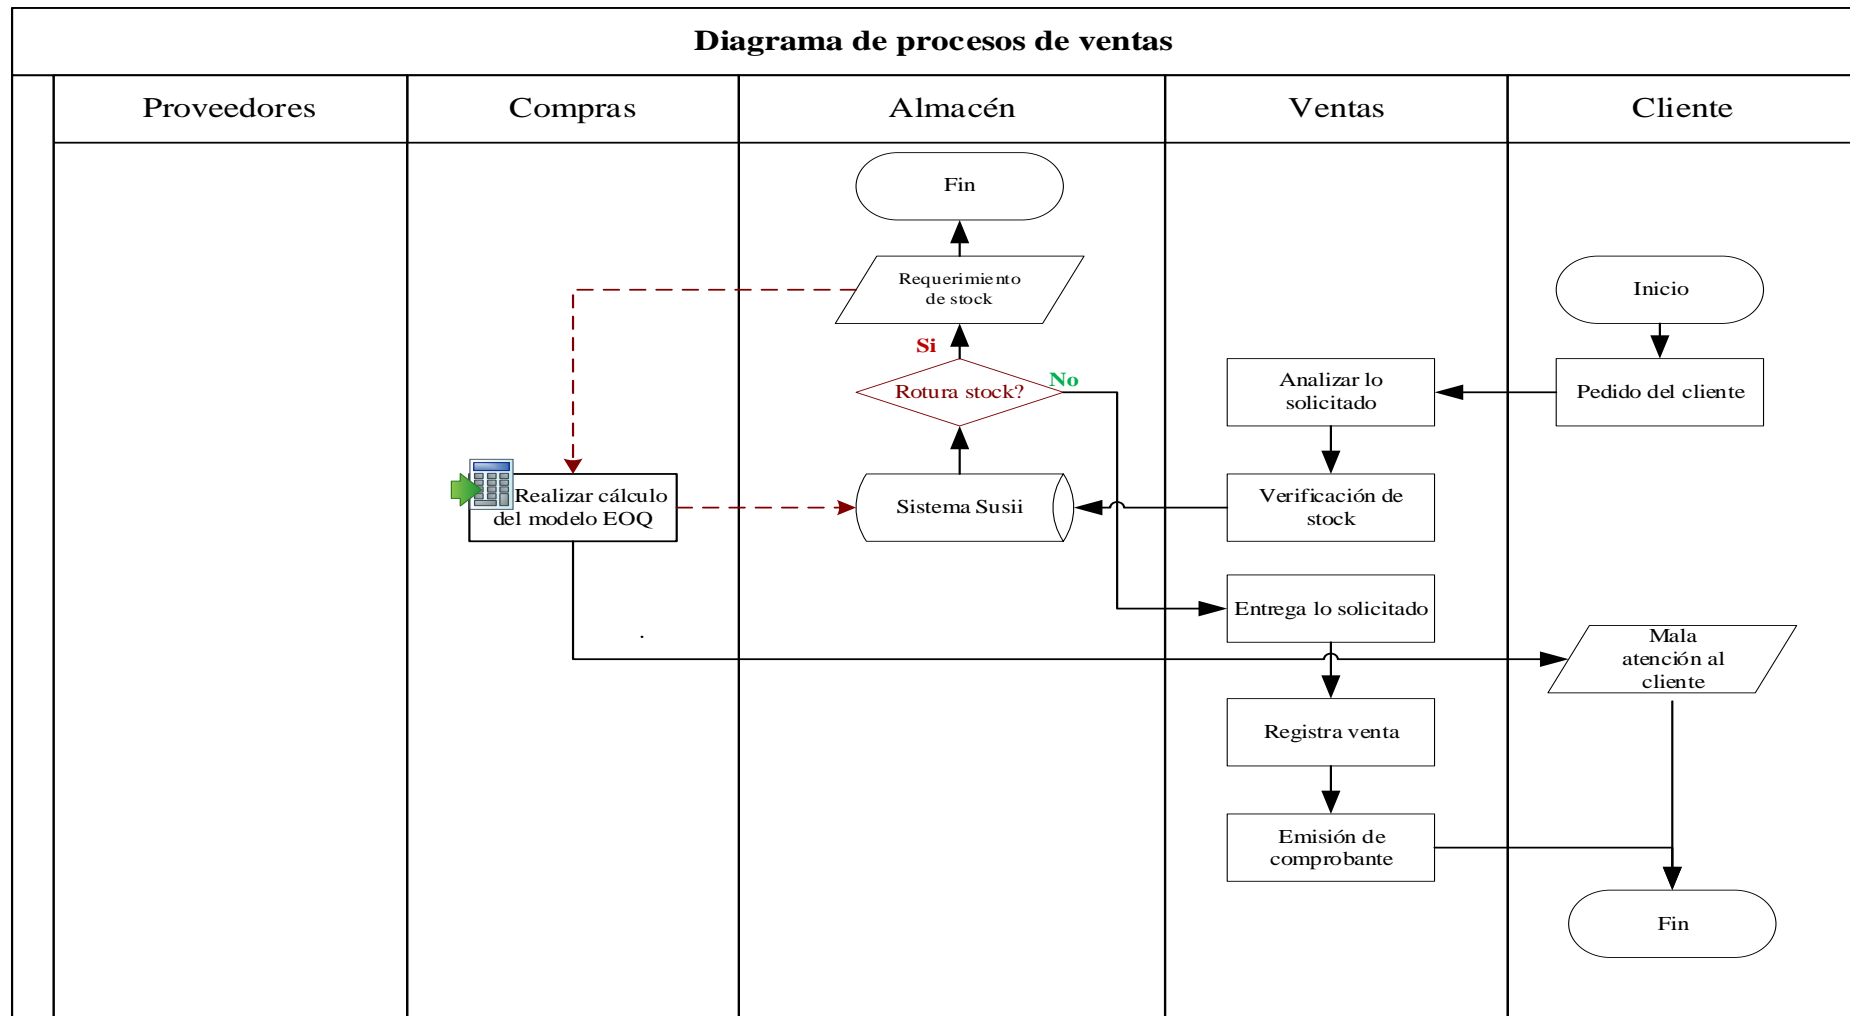 Diagrama de procesos de ventas
Proveedores
Compras
Almacén
Ventas
Cliente
Fin
Requerimiento
de stock
Inicio
Si
No
Rotura stock?
Analizar lo
solicitado
Pedido del cliente
Realizar cálculo
del modelo EOQ
Sistema Susii
Verificación de
stock
Entrega lo solicitado
.
Mala
atención al
cliente
Registra venta
Emisión de
comprobante
Fin